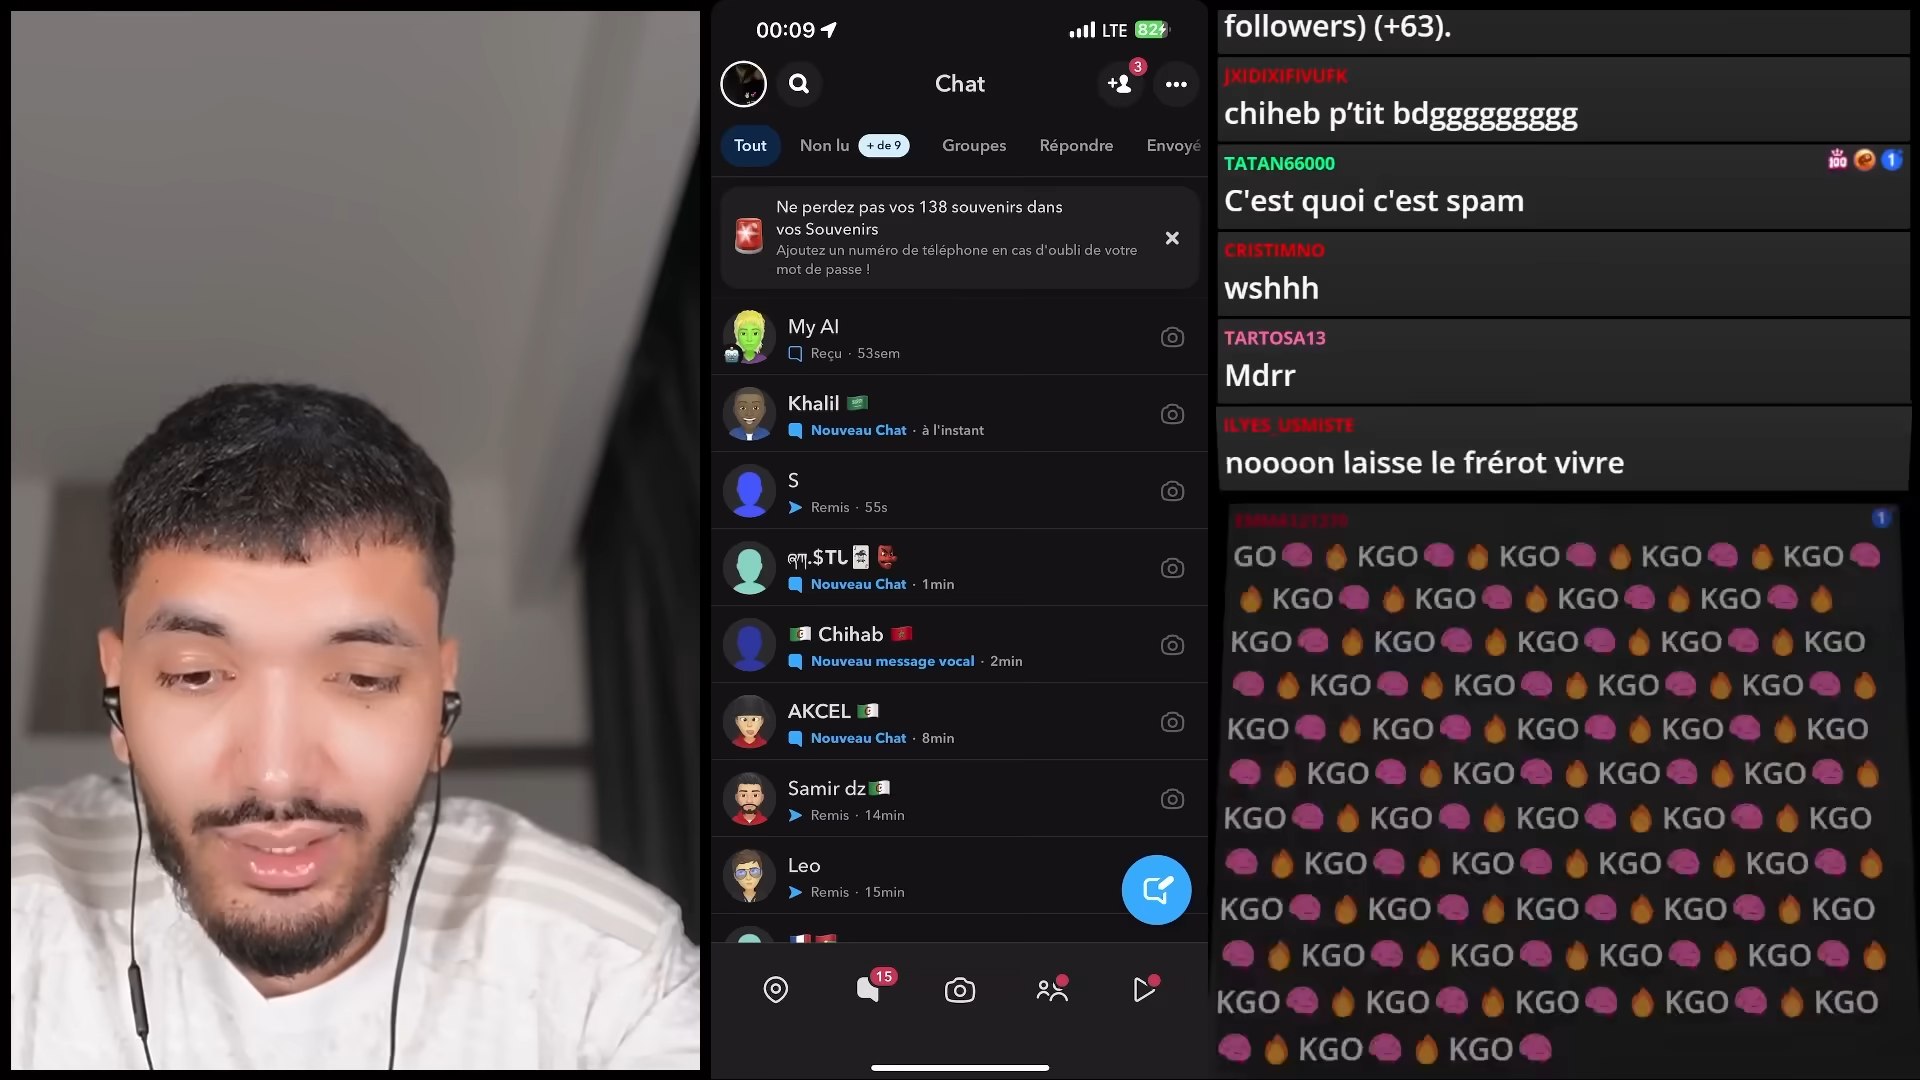 00:09
LTE
82
3
Chat
Tout
Non lu
+ de 9
Groupes
Répondre
Envoyé
Ne perdez pas vos 138 souvenirs dans
vos Souvenirs
Ajoutez un numéro de téléphone en cas d'oubli de votre
mot de passe !
My AI
Reçu · 53sem
Khalil 🇸🇦
Nouveau Chat · à l'instant
S
Remis · 55s
Nouveau Chat · 1min
🇩🇿 Chihab 🇲🇦
Nouveau message vocal · 2min
AKCEL 🇩🇿
Nouveau Chat · 8min
Samir dz🇩🇿
Remis · 14min
Leo
Remis · 15min
15
followers) (+63).
JXIDIXIFIVUFK
chiheb p’tit bdggggggggg
TATAN66000
100
1
C'est quoi c'est spam
CRISTIMNO
wshhh
TARTOSA13
Mdrr
ILYES_USMISTE
noooon laisse le frérot vivre
1
GO🧠 🔥 KGO🧠 🔥 KGO🧠 🔥 KGO🧠 🔥 KGO🧠
🔥 KGO🧠 🔥 KGO🧠 🔥 KGO🧠 🔥 KGO🧠 🔥
KGO🧠 🔥 KGO🧠 🔥 KGO🧠 🔥 KGO🧠 🔥 KGO
🧠 🔥 KGO🧠 🔥 KGO🧠 🔥 KGO🧠 🔥 KGO🧠 🔥
KGO🧠 🔥 KGO🧠 🔥 KGO🧠 🔥 KGO🧠 🔥 KGO
🧠 🔥 KGO🧠 🔥 KGO🧠 🔥 KGO🧠 🔥 KGO🧠 🔥
KGO🧠 🔥 KGO🧠 🔥 KGO🧠 🔥 KGO🧠 🔥 KGO
🧠 🔥 KGO🧠 🔥 KGO🧠 🔥 KGO🧠 🔥 KGO🧠 🔥
KGO🧠 🔥 KGO🧠 🔥 KGO🧠 🔥 KGO🧠 🔥 KGO
🧠 🔥 KGO🧠 🔥 KGO🧠 🔥 KGO🧠 🔥 KGO🧠 🔥
KGO🧠 🔥 KGO🧠 🔥 KGO🧠 🔥 KGO🧠 🔥 KGO
🧠 🔥 KGO🧠 🔥 KGO🧠